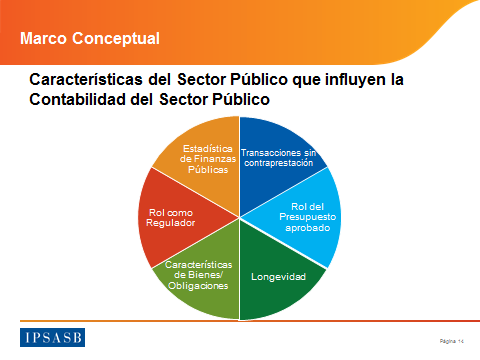 Marco Conceptual
Características del Sector Público que influyen la
Contabilidad del Sector Público
Estadística
de Finanzas
Públicas
Transacciones sin
contraprestación
Rol como
Regulador
Rol del
Presupuesto
aprobado
Características
de Bienes/
Obligaciones
Longevidad
IPSASB
Página